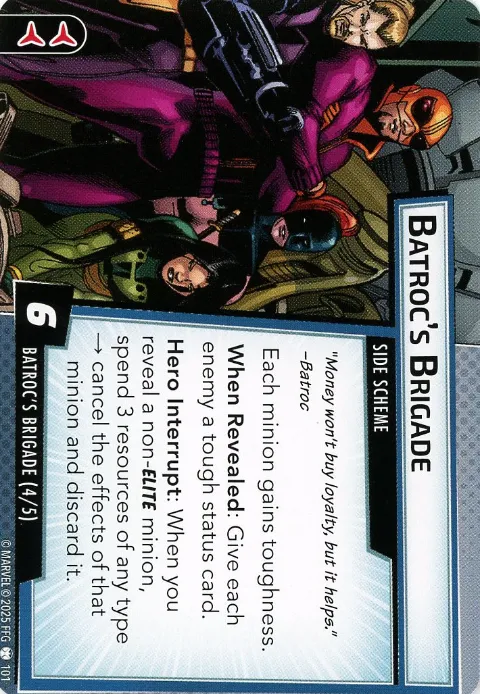 BATROC'S BRIGADE
SIDE SCHEME
"Money won't buy loyalty, but it helps."
–Batroc
Each minion gains toughness.
When Revealed: Give each
enemy a tough status card.
Hero Interrupt: When you
reveal a non-ELITE minion,
spend 3 resources of any type
→ cancel the effects of that
minion and discard it.
6
BATROC'S BRIGADE (4/5)
© MARVEL © 2025 FFG 101